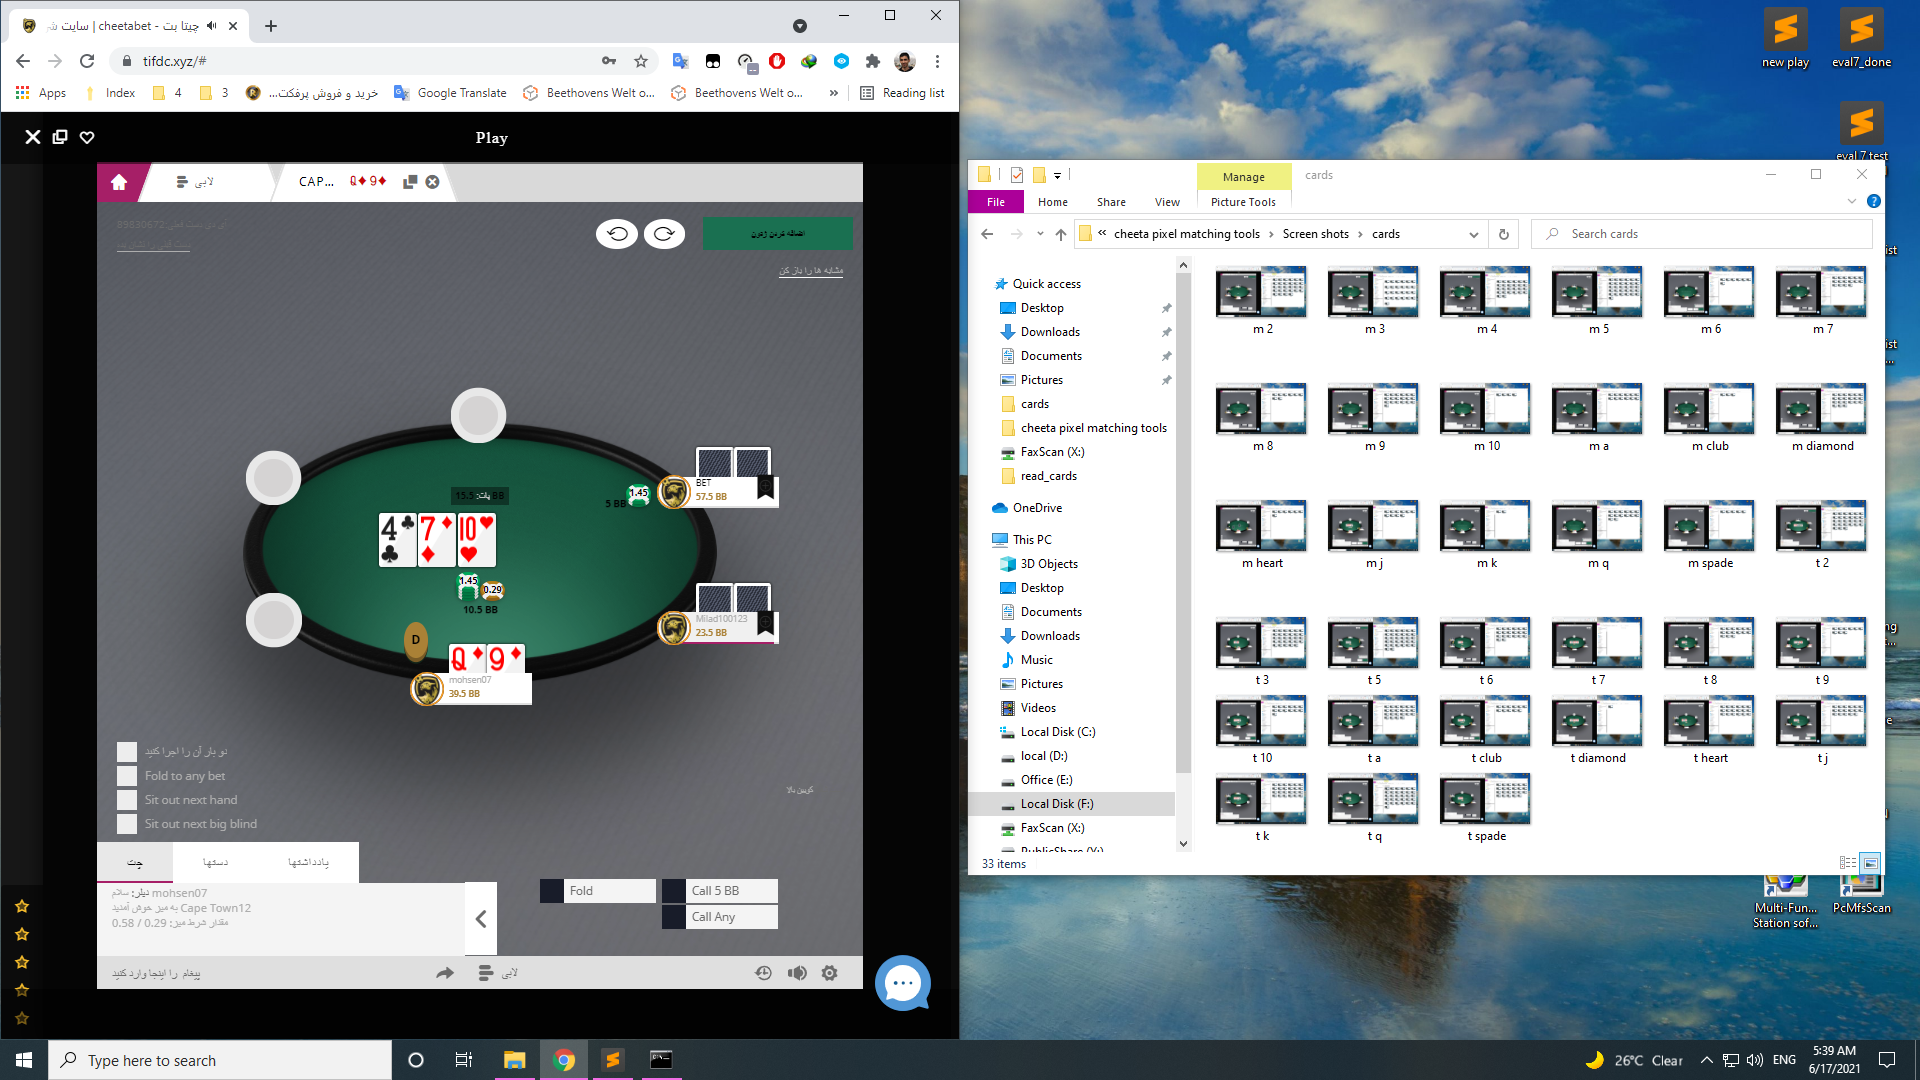 چیتا بت - cheetabet | سایت
tifdc.xyz/#
Apps
Index
4
3
خرید و فروش پرفکت...
Google Translate
Beethovens Welt o...
Beethovens Welt o...
»
Reading list
Play
لابی
CAP...
Q♦ 9♦
اضافه کردن ژتون
مشابه ها را باز کن
پات: 15.5 BB
5 BB
1.45
BET
57.5 BB
4
7
10
1.45
0.29
10.5 BB
Milad100123
23.5 BB
D
Q
9
mohsen07
39.5 BB
دو بار آن را اجرا کنید
Fold to any bet
Sit out next hand
Sit out next big blind
چت
دستها
یادداشتها
دیلر: سلام mohsen07
به میز خوش آمدید Cape Town12
مقدار شرط میز: 0.29 / 0.58
Fold
Call 5 BB
Call Any
پیغام را اینجا وارد کنید
لابی
Manage
cards
File
Home
Share
View
Picture Tools
«
cheeta pixel matching tools
Screen shots
cards
Search cards
Quick access
Desktop
Downloads
Documents
Pictures
cards
cheeta pixel matching tools
FaxScan (X:)
read_cards
OneDrive
This PC
3D Objects
Desktop
Documents
Downloads
Music
Pictures
Videos
Local Disk (C:)
local (D:)
Office (E:)
Local Disk (F:)
FaxScan (X:)
m 2
m 3
m 4
m 5
m 6
m 7
m 8
m 9
m 10
m a
m club
m diamond
m heart
m j
m k
m q
m spade
t 2
t 3
t 5
t 6
t 7
t 8
t 9
t 10
t a
t club
t diamond
t heart
t j
t k
t q
t spade
33 items
new play
eval7_done
eval 7 test
Multi-Fun...
Station sof...
PcMfsScan
Type here to search
26°C Clear
ENG
5:39 AM
6/17/2021